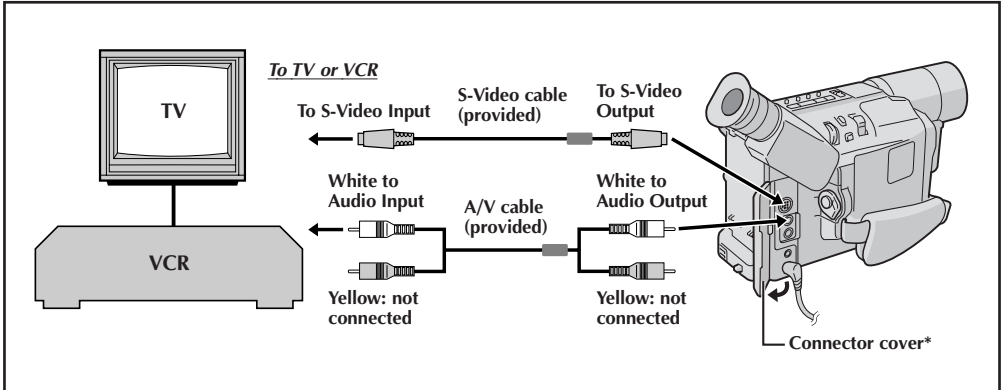 To TV or VCR
TV
To S-Video Input
S-Video cable
(provided)
To S-Video
Output
White to
Audio Input
A/V cable
(provided)
White to
Audio Output
VCR
Yellow: not
connected
Yellow: not
connected
Connector cover*